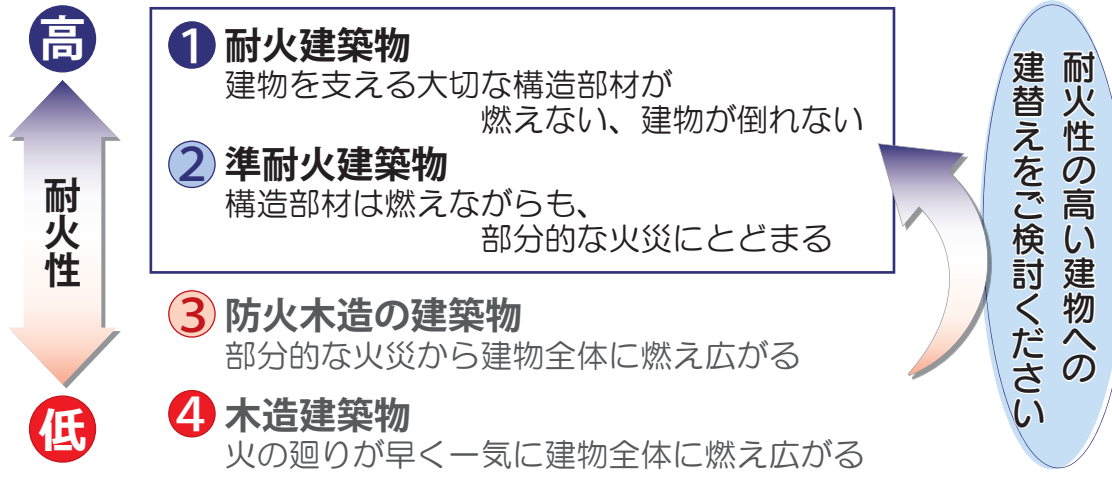 高
耐火性
低
❶ 耐火建築物
建物を支える大切な構造部材が
燃えない、建物が倒れない
② 準耐火建築物
構造部材は燃えながらも、
部分的な火災にとどまる
③ 防火木造の建築物
部分的な火災から建物全体に燃え広がる
❹ 木造建築物
火の廻りが早く一気に建物全体に燃え広がる
耐火性の高い建物への
建替えをご検討ください